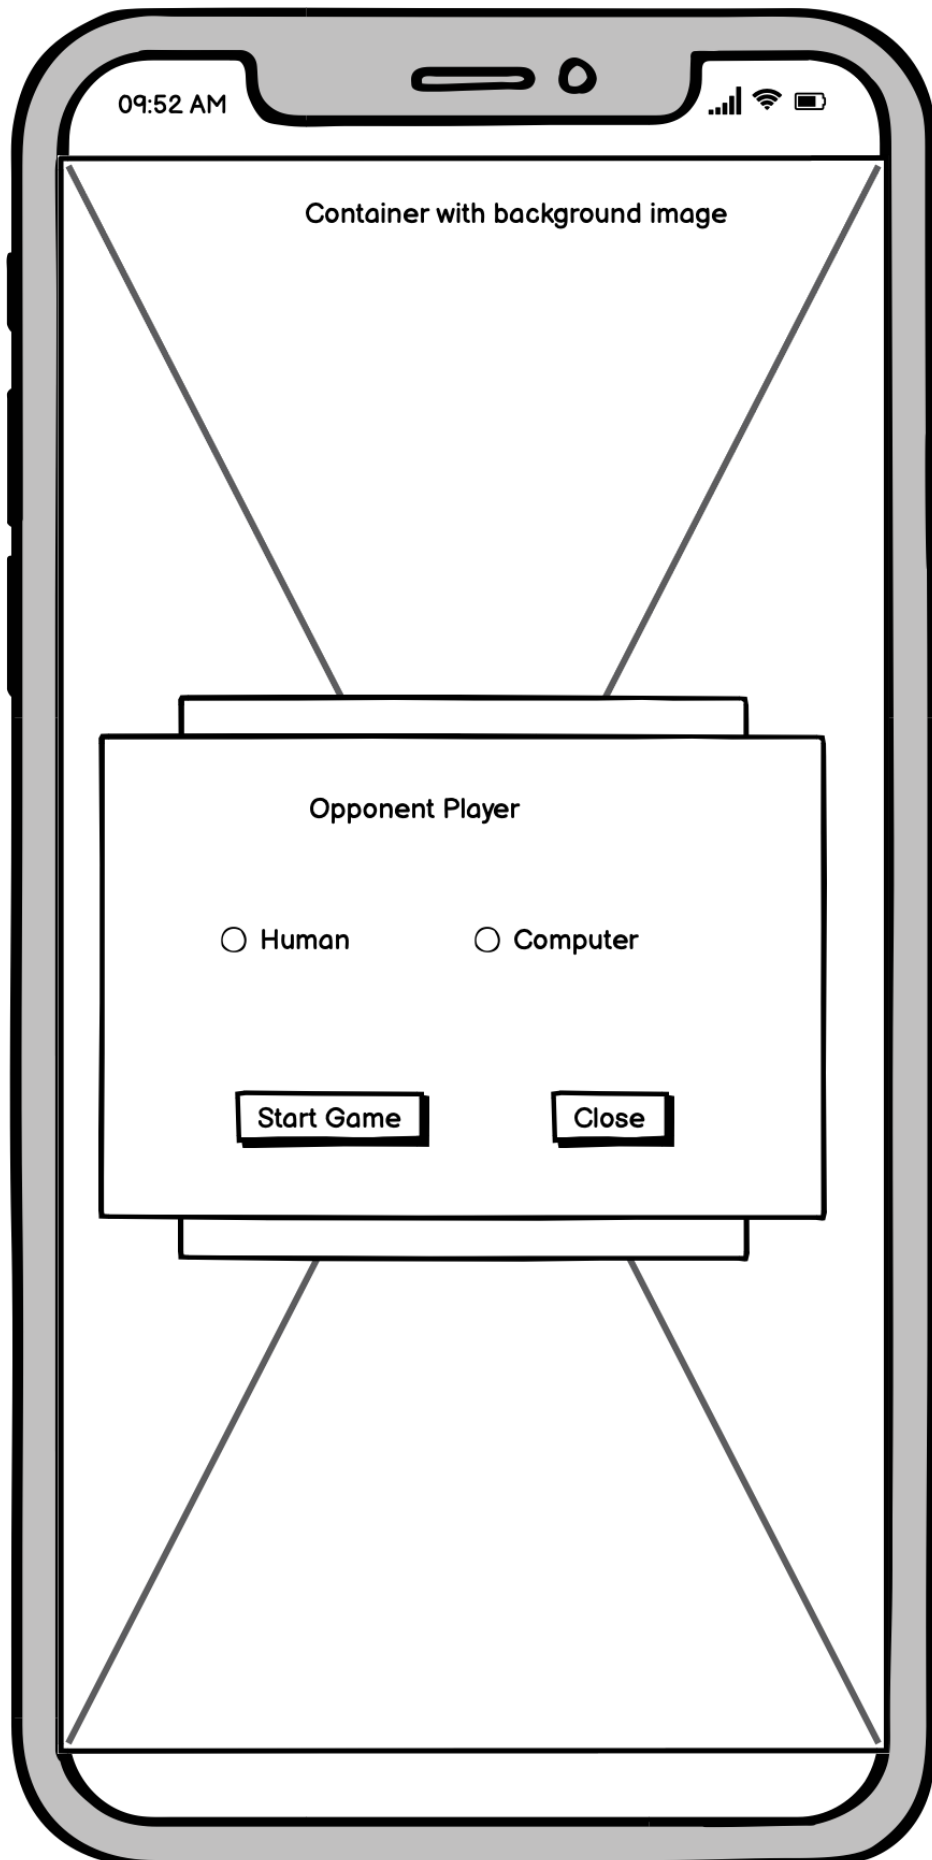 09:52 AM
Container with background image
Opponent Player
Human Computer
Start Game Close